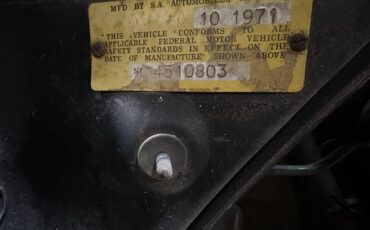 MFD BY S.A. AUTOMOBILES
10 1971
THIS VEHICLE CONFORMS TO ALL
APPLICABLE FEDERAL MOTOR VEHICLE
SAFETY STANDARDS IN EFFECT ON THE
DATE OF MANUFACTURE SHOWN ABOVE
4510803